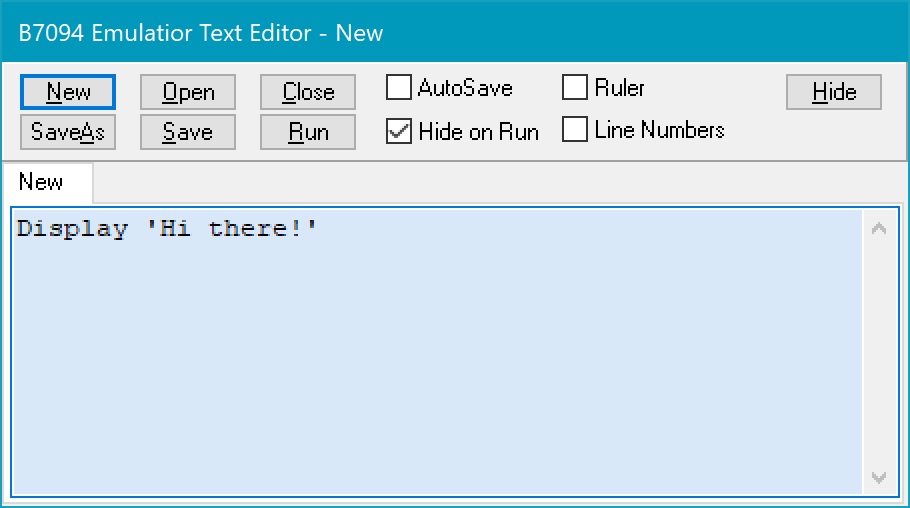 B7094 Emulatior Text Editor - New
New Open Close AutoSave Ruler Hide
SaveAs Save Run Hide on Run Line Numbers
New
Display 'Hi there!'